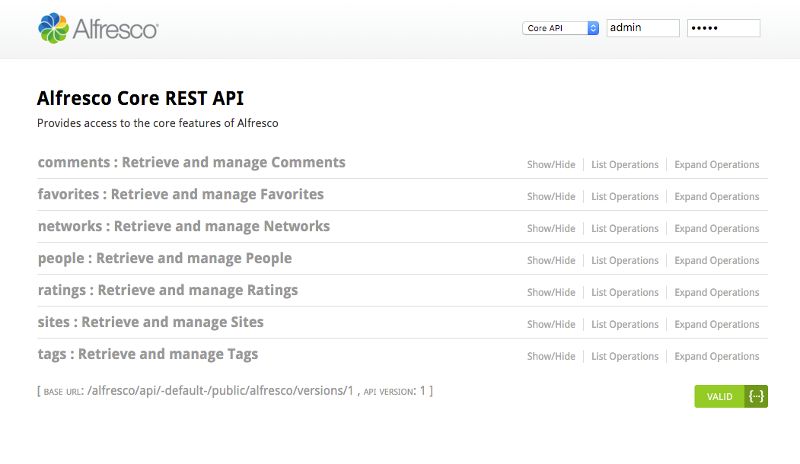 Alfresco® Core API admin •••••
Alfresco Core REST API
Provides access to the core features of Alfresco
comments : Retrieve and manage Comments Show/Hide List Operations Expand Operations
favorites : Retrieve and manage Favorites Show/Hide List Operations Expand Operations
networks : Retrieve and manage Networks Show/Hide List Operations Expand Operations
people : Retrieve and manage People Show/Hide List Operations Expand Operations
ratings : Retrieve and manage Ratings Show/Hide List Operations Expand Operations
sites : Retrieve and manage Sites Show/Hide List Operations Expand Operations
tags : Retrieve and manage Tags Show/Hide List Operations Expand Operations
[ BASE URL: /alfresco/api/-default-/public/alfresco/versions/1 , API VERSION: 1 ] VALID {···}